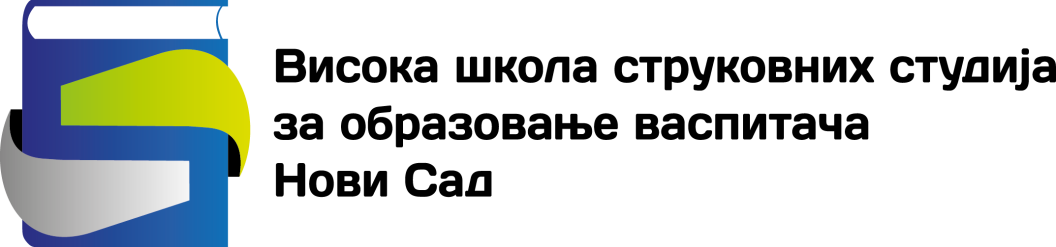 Висока школа струковних студија
за образовање васпитача
Нови Сад